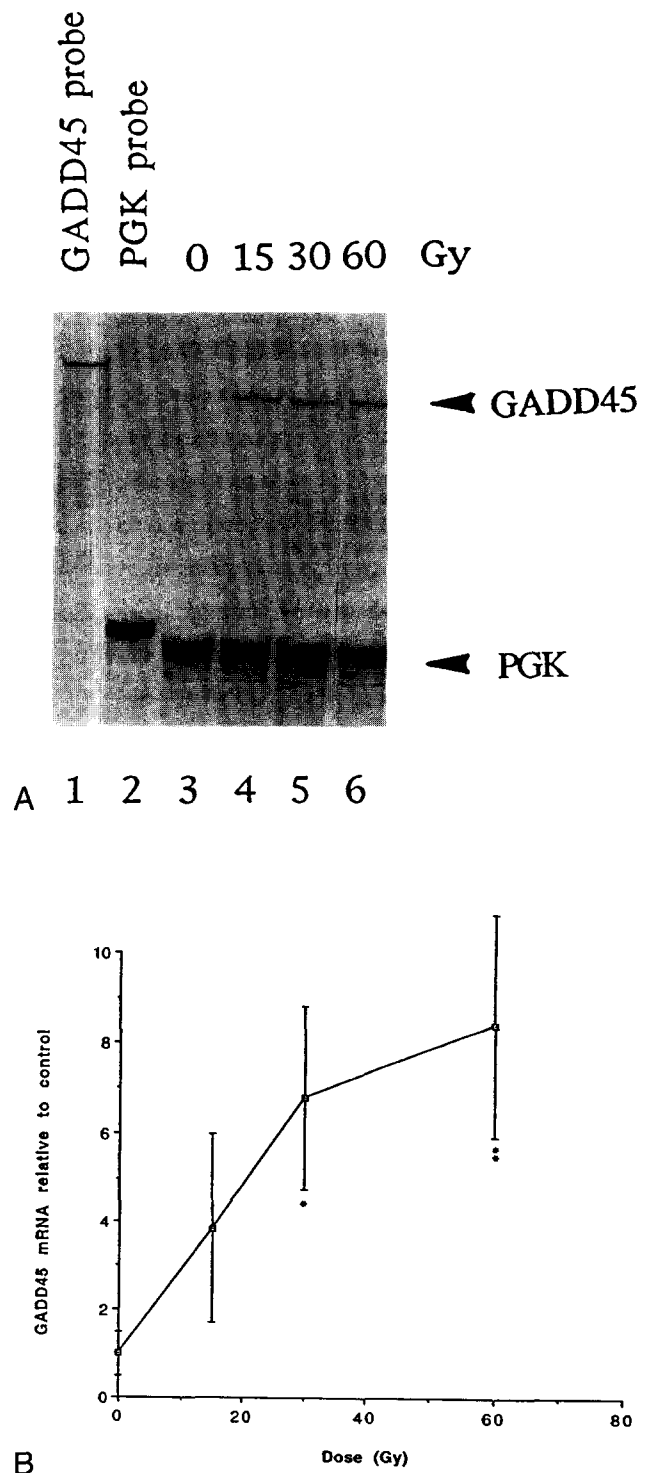 GADD45 probe
PGK probe
0 15 30 60 Gy
GADD45
PGK
A 1 2 3 4 5 6
10
8
6
4
2
0
GADD45 mRNA relative to control
*
*
*
0 20 40 60 80
Dose (Gy)
B